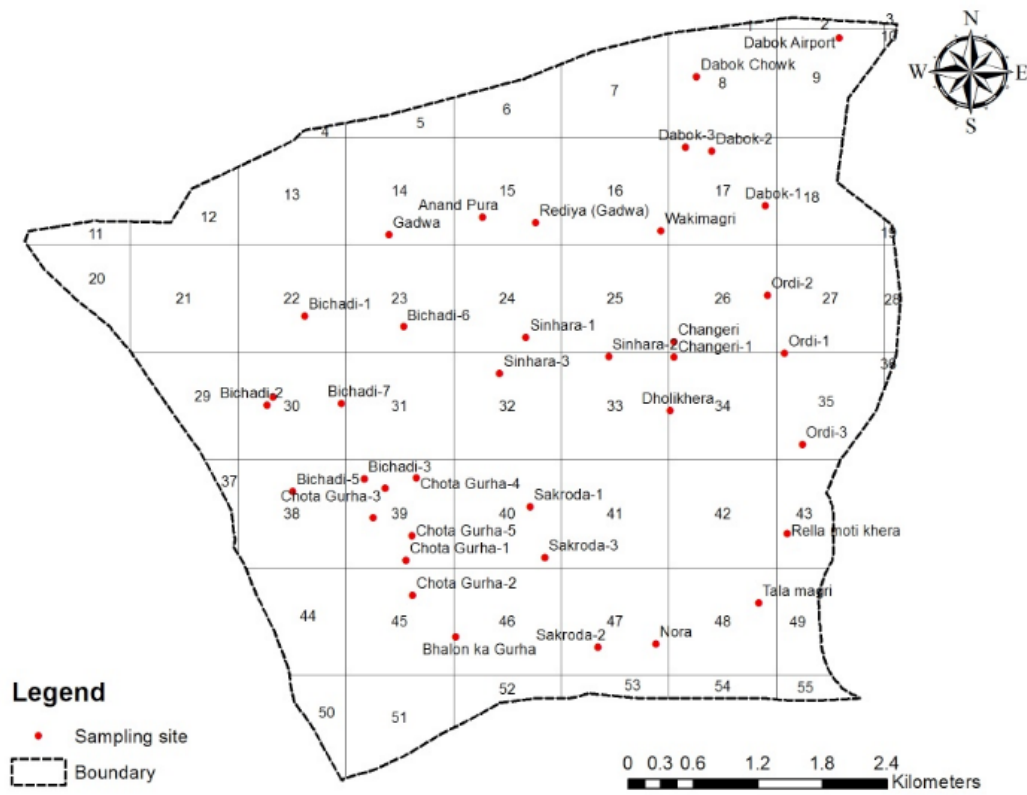 3
1
2
10
N
Dabok Airport
W
E
S
Dabok Chowk
7
8
9
6
5
4
Dabok-3
Dabok-2
13
14
15
16
17
Dabok-1
18
12
Anand Pura
Rediya (Gadwa)
Wakimagri
Gadwa
11
19
20
21
22
Bichadi-1
23
24
25
26
Ordi-2
27
28
Bichadi-6
Sinhara-1
Changeri
Sinhara-2
Changeri-1
Ordi-1
36
Sinhara-3
29
Bichadi-2
30
Bichadi-7
31
32
33
Dholikhera
34
35
Ordi-3
Bichadi-3
37
Bichadi-5
Chota Gurha-4
Chota Gurha-3
Sakroda-1
38
39
40
41
42
43
Chota Gurha-5
Rella moti khera
Chota Gurha-1
Sakroda-3
Chota Gurha-2
Tala magri
44
45
46
47
48
49
Bhalon ka Gurha
Sakroda-2
Nora
50
51
52
53
54
55
Legend
Sampling site
Boundary
0 0.3 0.6 1.2 1.8 2.4
Kilometers